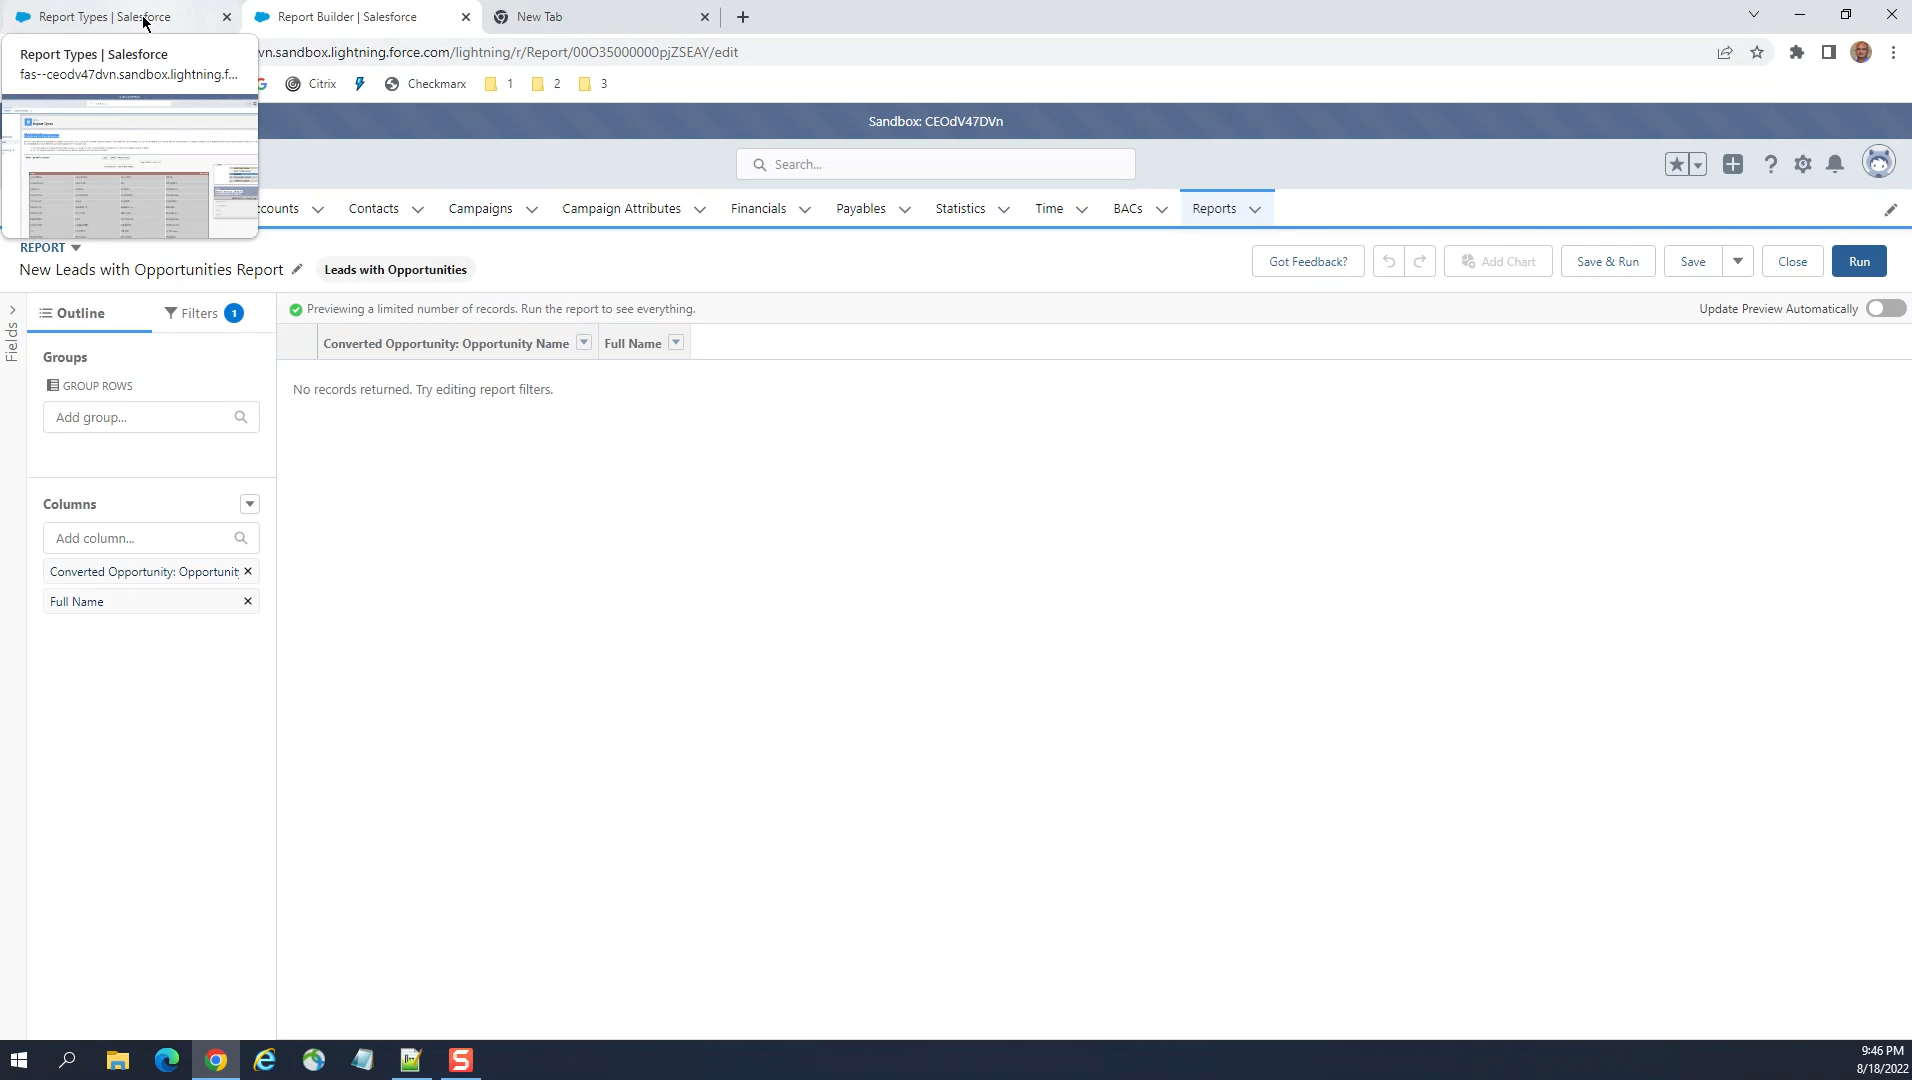 Report Types | Salesforce
Report Builder | Salesforce
New Tab
Report Types | Salesforce
fas--ceodv47dvn.sandbox.lightning.f...
vn.sandbox.lightning.force.com/lightning/r/Report/00O35000000pjZSEAY/edit
Citrix
Checkmarx
1
2
3
Sandbox: CEOdV47DVn
Search...
counts
Contacts
Campaigns
Campaign Attributes
Financials
Payables
Statistics
Time
BACs
Reports
REPORT
New Leads with Opportunities Report
Leads with Opportunities
Got Feedback?
Add Chart
Save & Run
Save
Close
Run
Fields
Outline
Filters
1
Previewing a limited number of records. Run the report to see everything.
Update Preview Automatically
Groups
GROUP ROWS
Add group...
Columns
Add column...
Converted Opportunity: Opportunit
Full Name
Converted Opportunity: Opportunity Name
Full Name
No records returned. Try editing report filters.
9:46 PM
8/18/2022